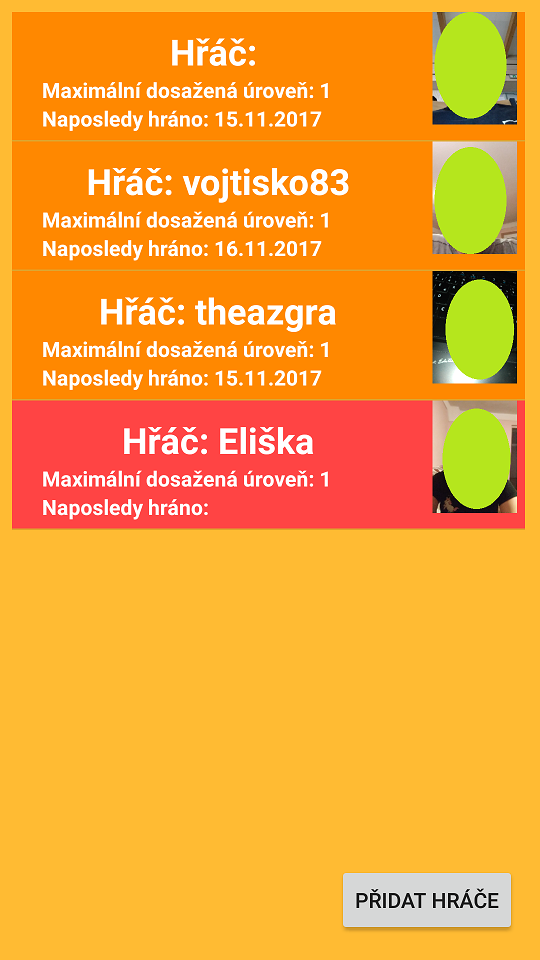 Hřáč:
Maximální dosažená úroveň: 1
Naposledy hráno: 15.11.2017
Hřáč: vojtisko83
Maximální dosažená úroveň: 1
Naposledy hráno: 16.11.2017
Hřáč: theazgra
Maximální dosažená úroveň: 1
Naposledy hráno: 15.11.2017
Hřáč: Eliška
Maximální dosažená úroveň: 1
Naposledy hráno:
PŘIDAT HRÁČE